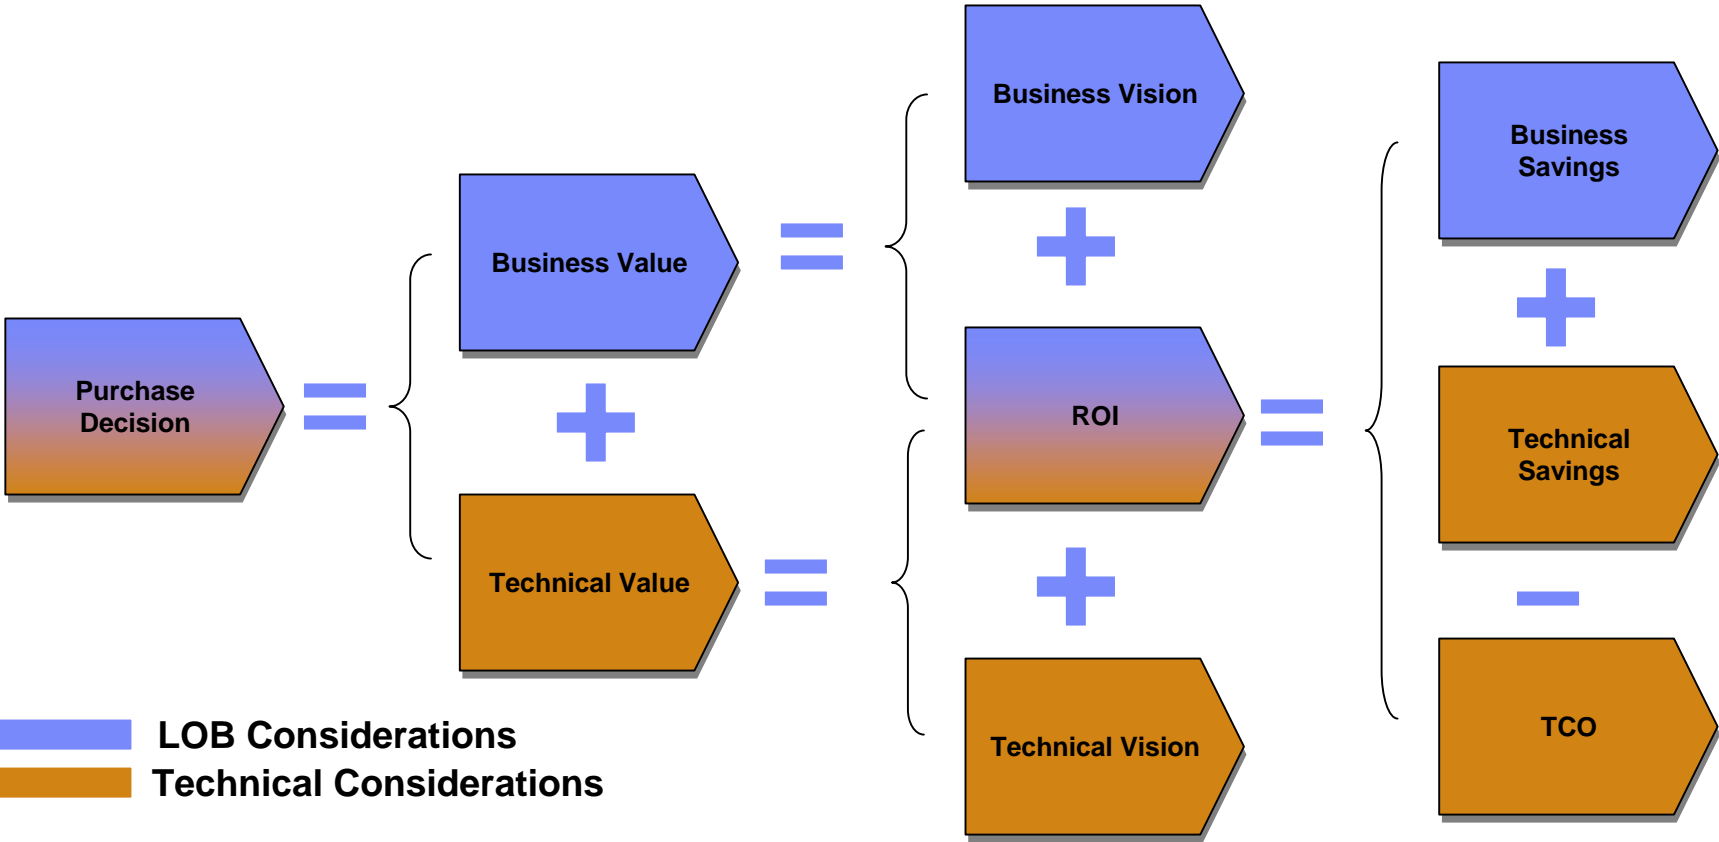 Business Vision
Business
Savings
Business Value
Purchase
Decision
ROI
Technical
Savings
Technical Value
Technical Vision
TCO
LOB Considerations
Technical Considerations